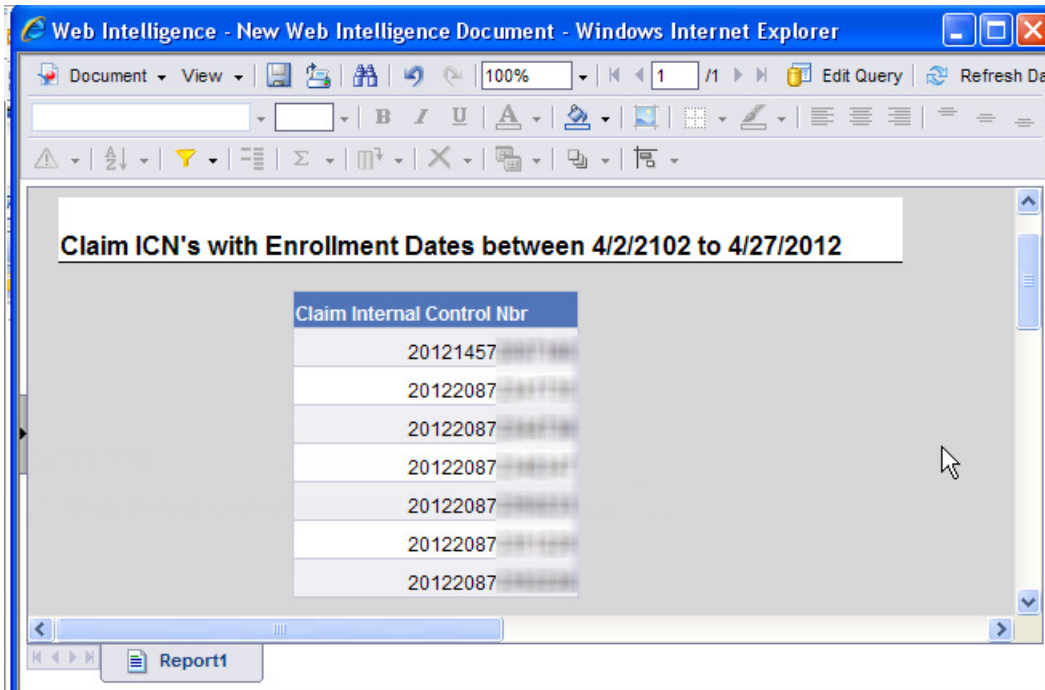 Web Intelligence - New Web Intelligence Document - Windows Internet Explorer
Document View 100% 1 /1 Edit Query Refresh Da
B I U A
Claim ICN's with Enrollment Dates between 4/2/2102 to 4/27/2012
Claim Internal Control Nbr
20121457
20122087
20122087
20122087
20122087
20122087
20122087
Report1